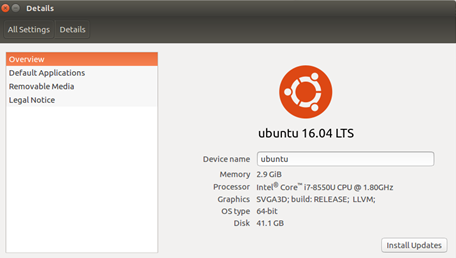 Details
All Settings Details
Overview
Default Applications
Removable Media
Legal Notice
ubuntu 16.04 LTS
Device name ubuntu
Memory 2.9 GiB
Processor Intel® Core™ i7-8550U CPU @ 1.80GHz
Graphics SVGA3D; build: RELEASE; LLVM;
OS type 64-bit
Disk 41.1 GB
Install Updates